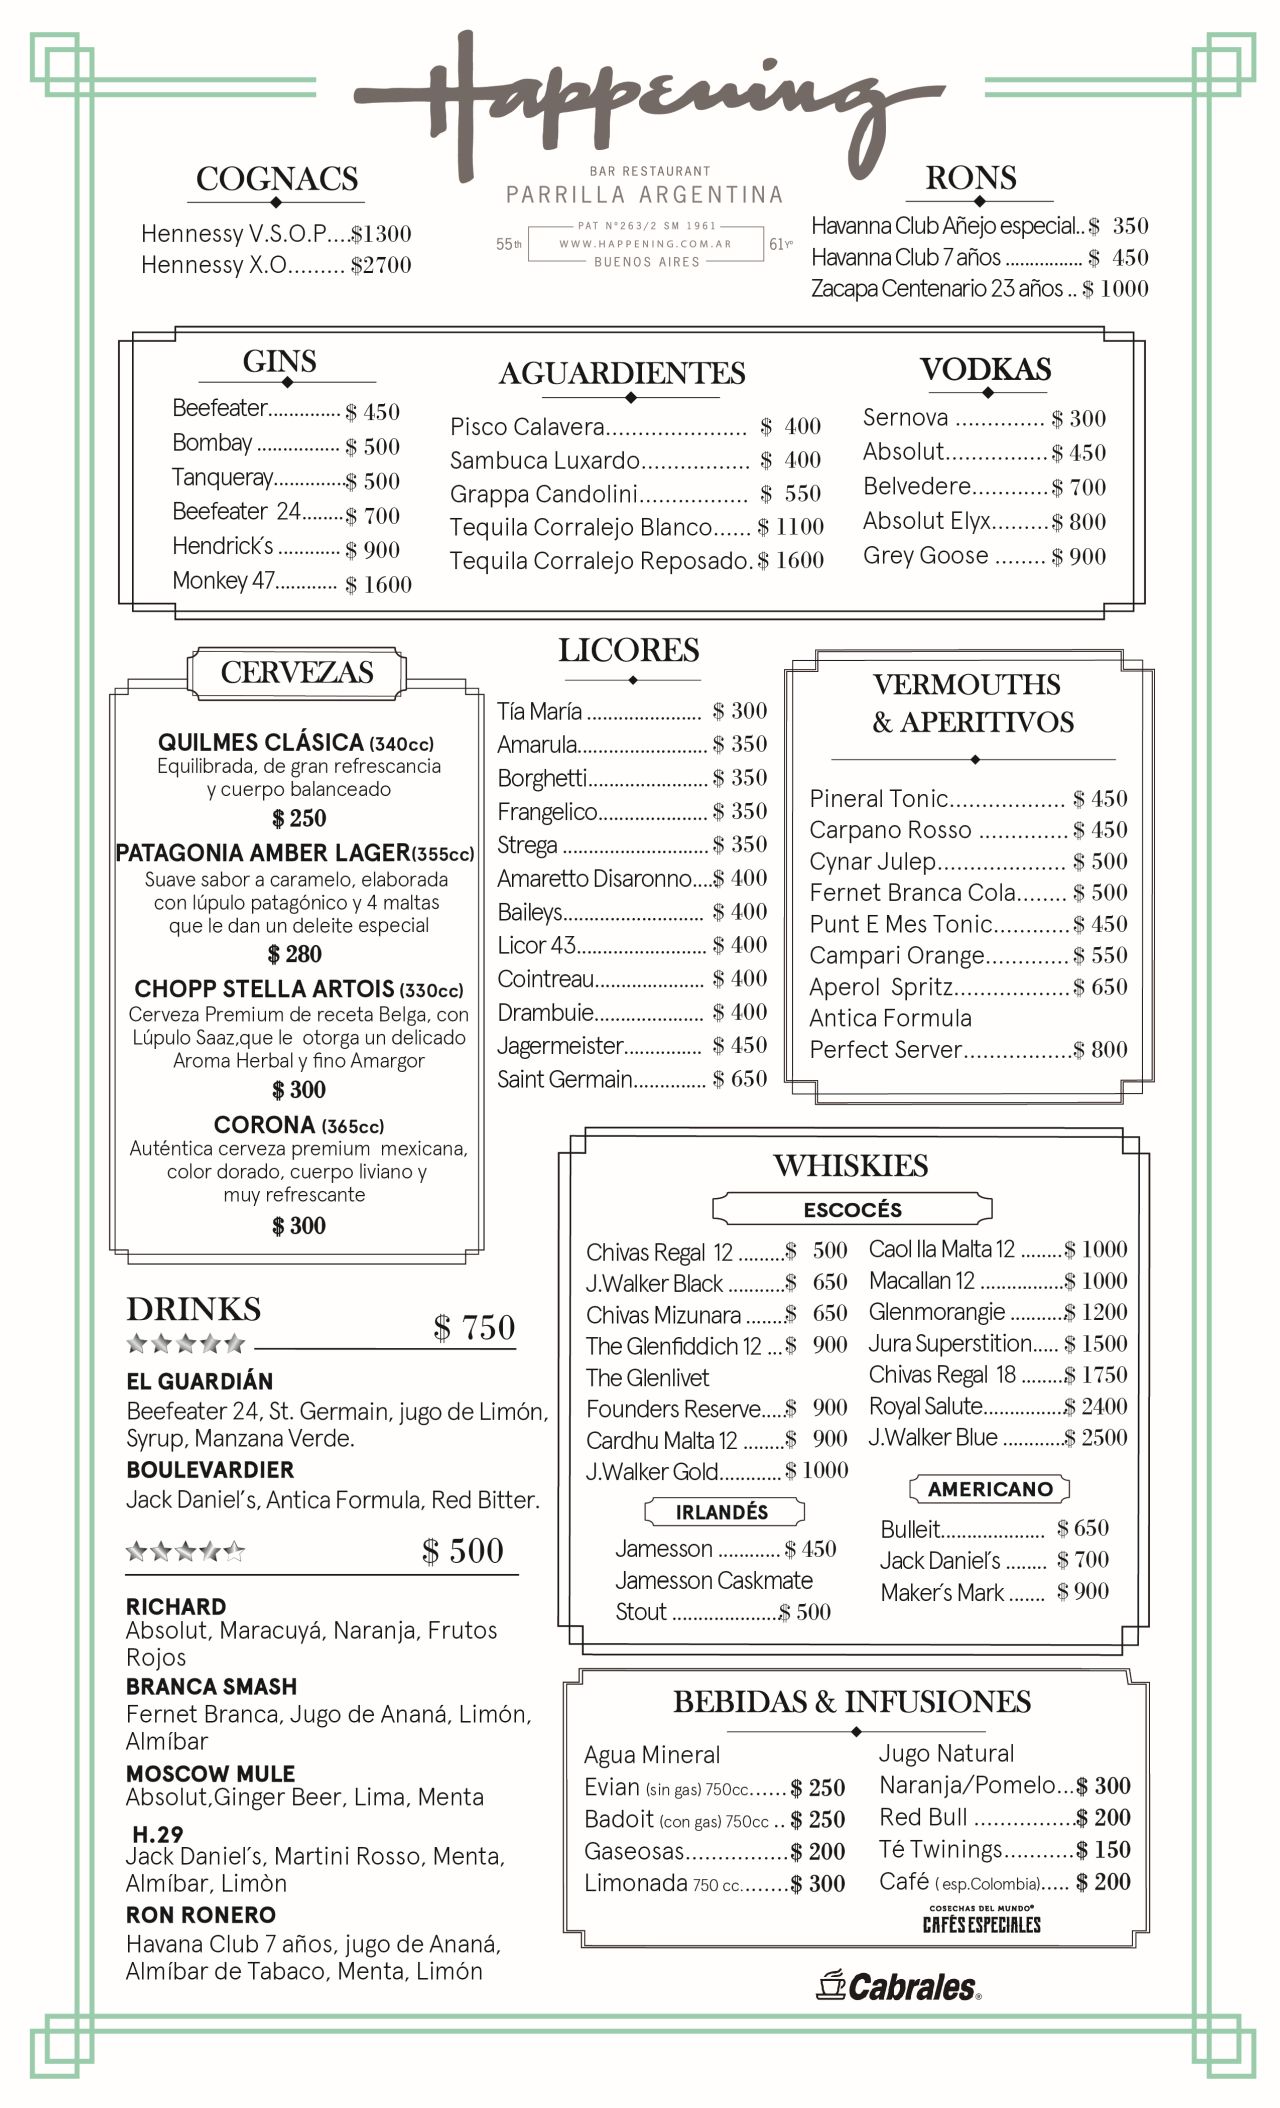 Happening
BAR RESTAURANT
PARRILLA ARGENTINA
PAT N°263/2 SM 1961
55th WWW.HAPPENING.COM.AR 61yº
BUENOS AIRES
COGNACS
Hennessy V.S.O.P....$1300
Hennessy X.O......... $2700
RONS
Havanna Club Añejo especial..$ 350
Havanna Club 7 años ............... $ 450
Zacapa Centenario 23 años .. $ 1000
GINS
Beefeater.............. $ 450
Bombay ................ $ 500
Tanqueray..............$ 500
Beefeater 24........$ 700
Hendrick´s ............ $ 900
Monkey 47............ $ 1600
AGUARDIENTES
Pisco Calavera...................... $ 400
Sambuca Luxardo................. $ 400
Grappa Candolini................. $ 550
Tequila Corralejo Blanco...... $ 1100
Tequila Corralejo Reposado. $ 1600
VODKAS
Sernova .............. $ 300
Absolut................ $ 450
Belvedere............ $ 700
Absolut Elyx.........$ 800
Grey Goose ........ $ 900
CERVEZAS
QUILMES CLÁSICA (340cc)
Equilibrada, de gran refrescancia
y cuerpo balanceado
$ 250
PATAGONIA AMBER LAGER(355cc)
Suave sabor a caramelo, elaborada
con lúpulo patagónico y 4 maltas
que le dan un deleite especial
$ 280
CHOPP STELLA ARTOIS (330cc)
Cerveza Premium de receta Belga, con
Lúpulo Saaz,que le otorga un delicado
Aroma Herbal y fino Amargor
$ 300
CORONA (365cc)
Auténtica cerveza premium mexicana,
color dorado, cuerpo liviano y
muy refrescante
$ 300
LICORES
Tía María ...................... $ 300
Amarula......................... $ 350
Borghetti....................... $ 350
Frangelico..................... $ 350
Strega ............................ $ 350
Amaretto Disaronno....$ 400
Baileys........................... $ 400
Licor 43......................... $ 400
Cointreau..................... $ 400
Drambuie..................... $ 400
Jagermeister............... $ 450
Saint Germain.............. $ 650
VERMOUTHS
& APERITIVOS
Pineral Tonic.................. $ 450
Carpano Rosso .............. $ 450
Cynar Julep.................... $ 500
Fernet Branca Cola........ $ 500
Punt E Mes Tonic............ $ 450
Campari Orange............. $ 550
Aperol Spritz.................. $ 650
Antica Formula
Perfect Server.................$ 800
WHISKIES
ESCOCÉS
Chivas Regal 12 .........$ 500
J.Walker Black ...........$ 650
Chivas Mizunara ........$ 650
The Glenfiddich 12 ...$ 900
The Glenlivet
Founders Reserve.....$ 900
Cardhu Malta 12 ........$ 900
J.Walker Gold............ $ 1000
Caol Ila Malta 12 ........$ 1000
Macallan 12 ................$ 1000
Glenmorangie ...........$ 1200
Jura Superstition..... $ 1500
Chivas Regal 18 ........$ 1750
Royal Salute................$ 2400
J.Walker Blue ............$ 2500
IRLANDÉS
Jamesson ............ $ 450
Jamesson Caskmate
Stout .....................$ 500
AMERICANO
Bulleit.................... $ 650
Jack Daniel´s ........ $ 700
Maker´s Mark ....... $ 900
DRINKS
$ 750
EL GUARDIÁN
Beefeater 24, St. Germain, jugo de Limón,
Syrup, Manzana Verde.
BOULEVARDIER
Jack Daniel´s, Antica Formula, Red Bitter.
$ 500
RICHARD
Absolut, Maracuyá, Naranja, Frutos
Rojos
BRANCA SMASH
Fernet Branca, Jugo de Ananá, Limón,
Almíbar
MOSCOW MULE
Absolut,Ginger Beer, Lima, Menta
H.29
Jack Daniel´s, Martini Rosso, Menta,
Almíbar, Limòn
RON RONERO
Havana Club 7 años, jugo de Ananá,
Almíbar de Tabaco, Menta, Limón
BEBIDAS & INFUSIONES
Agua Mineral
Evian (sin gas) 750cc...... $ 250
Badoit (con gas) 750cc .. $ 250
Gaseosas................$ 200
Limonada 750 cc........$ 300
Jugo Natural
Naranja/Pomelo...$ 300
Red Bull ................$ 200
Té Twinings...........$ 150
Café ( esp.Colombia)..... $ 200
COSECHAS DEL MUNDO®
CAFÉS ESPECIALES
Cabrales®